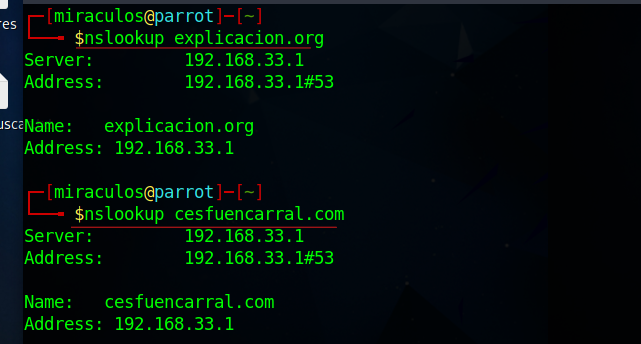 ┌─[miraculos@parrot]─[~]
res
└──╼ $nslookup explicacion.org
Server:         192.168.33.1
Address:        192.168.33.1#53
usca
Name:   explicacion.org
Address: 192.168.33.1
┌─[miraculos@parrot]─[~]
└──╼ $nslookup cesfuencarral.com
Server:         192.168.33.1
Address:        192.168.33.1#53
Name:   cesfuencarral.com
Address: 192.168.33.1